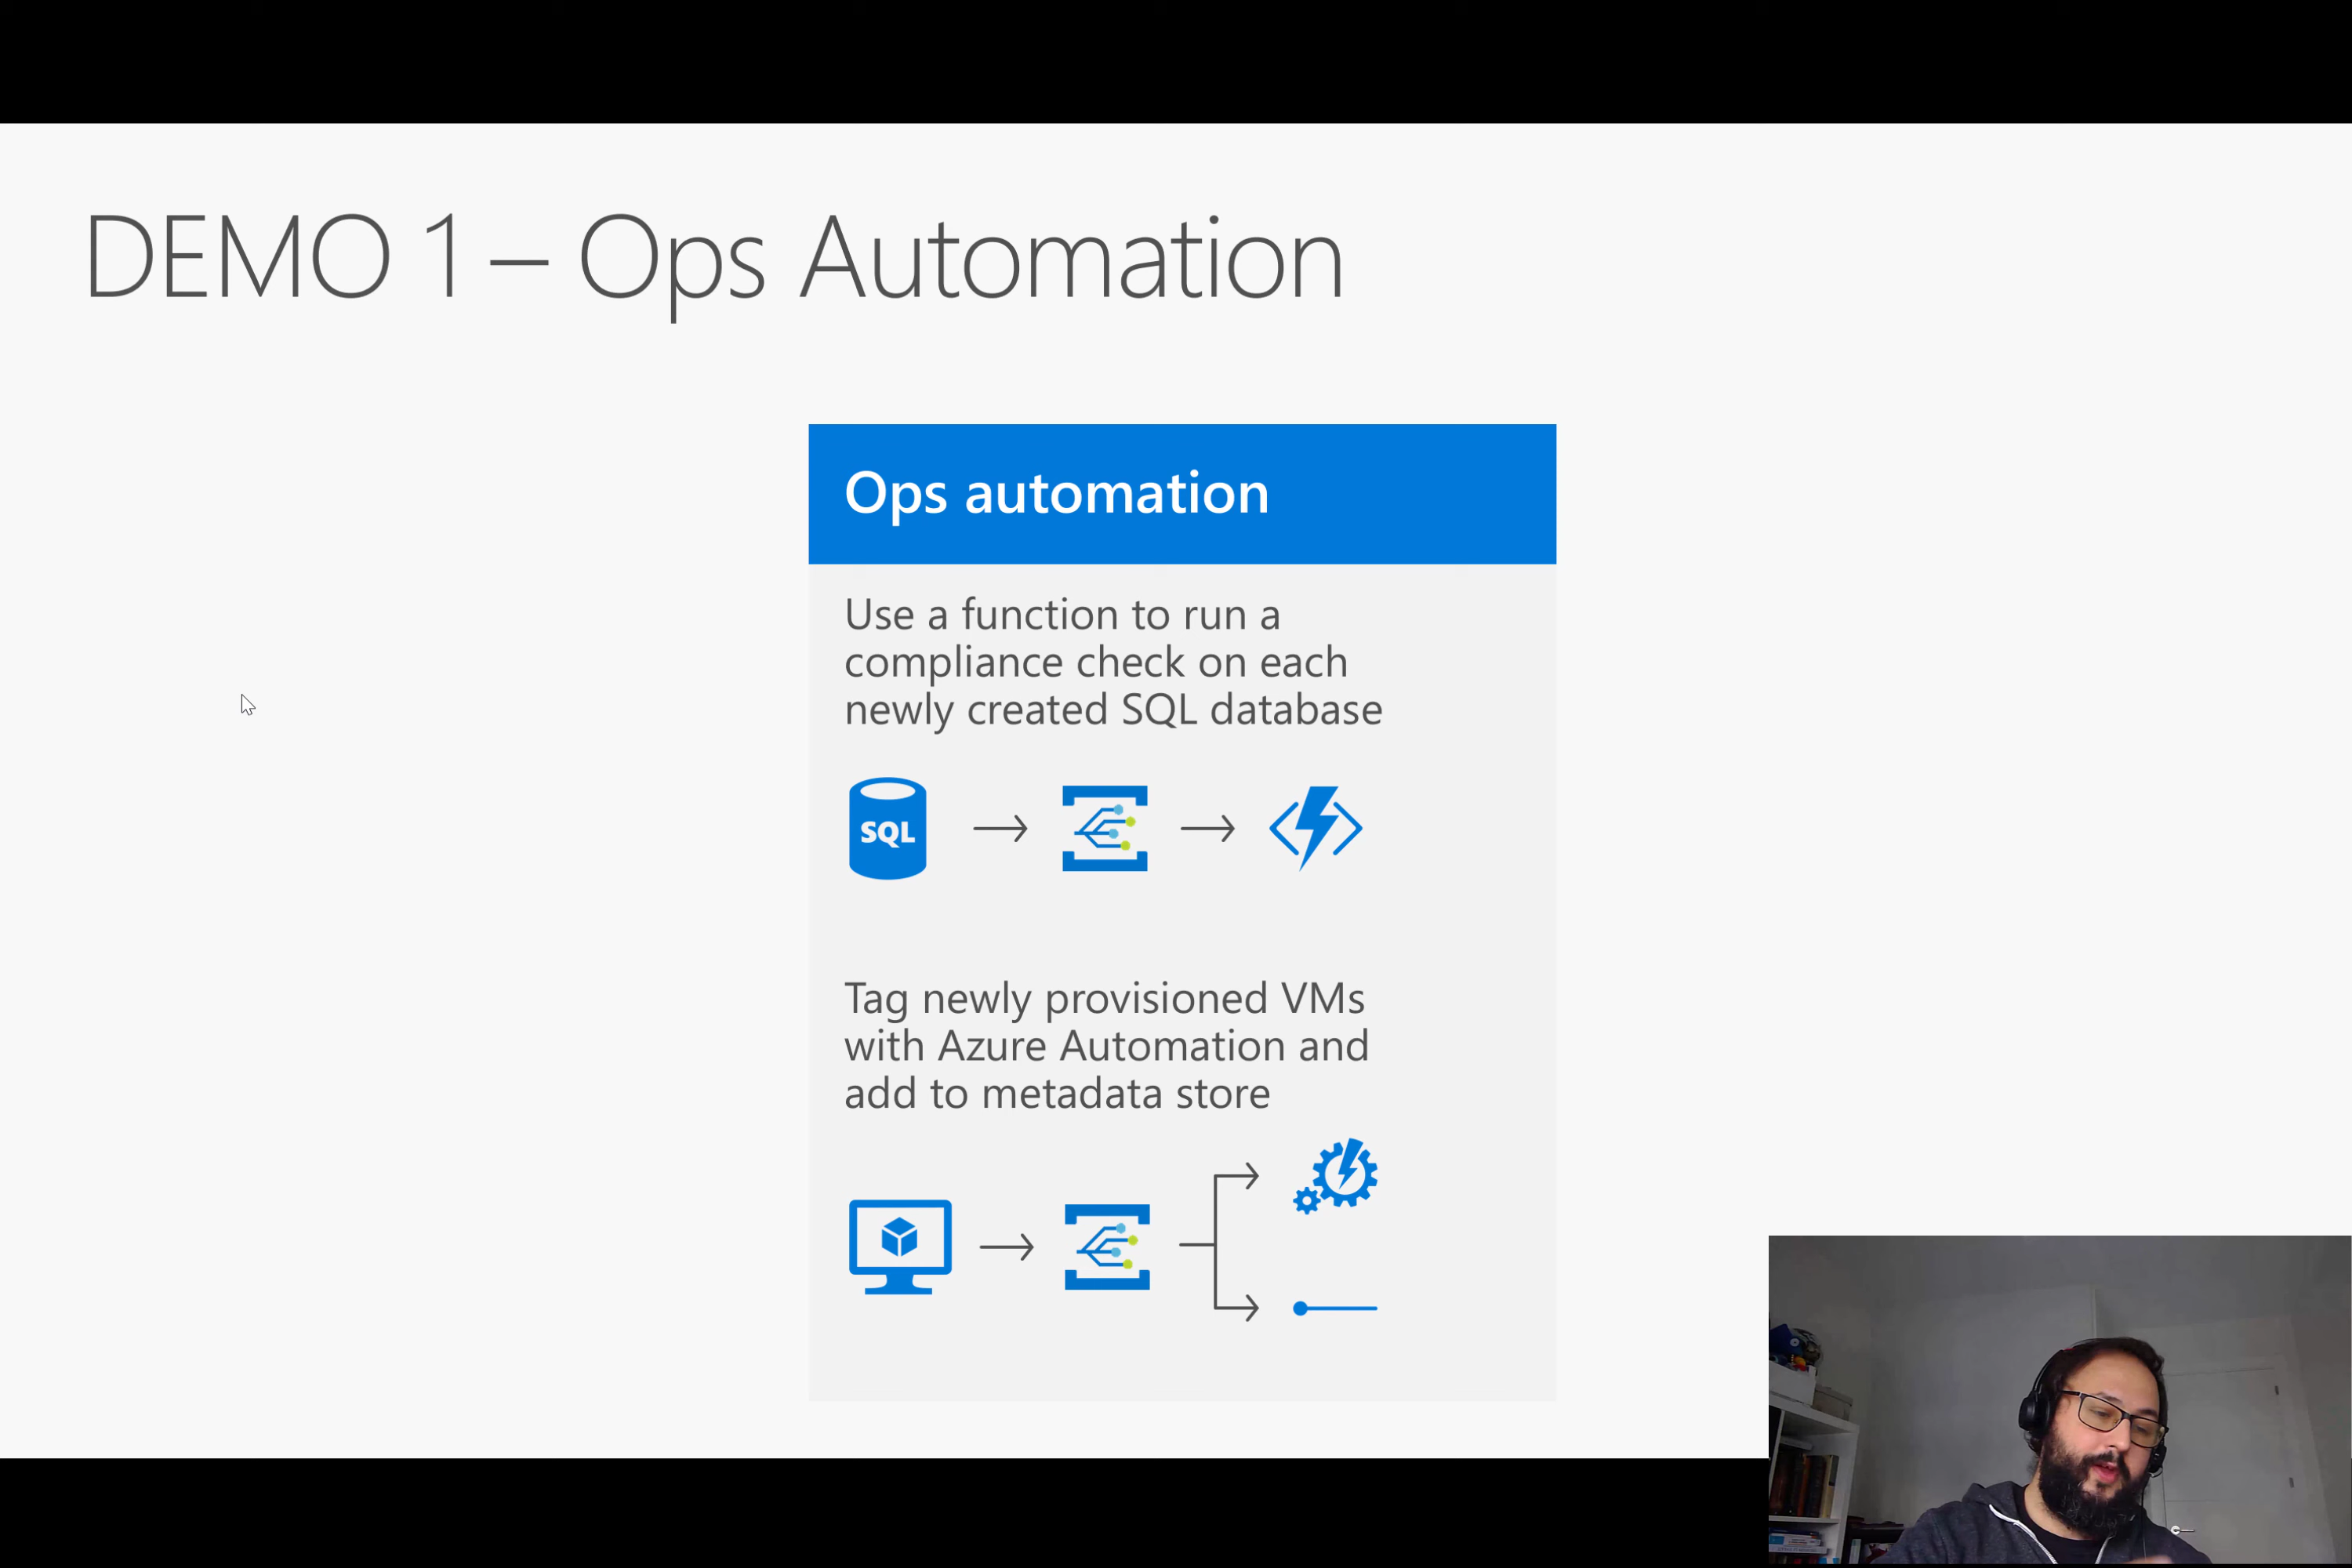 DEMO 1 – Ops Automation
Ops automation
Use a function to run a
compliance check on each
newly created SQL database
SQL
Tag newly provisioned VMs
with Azure Automation and
add to metadata store